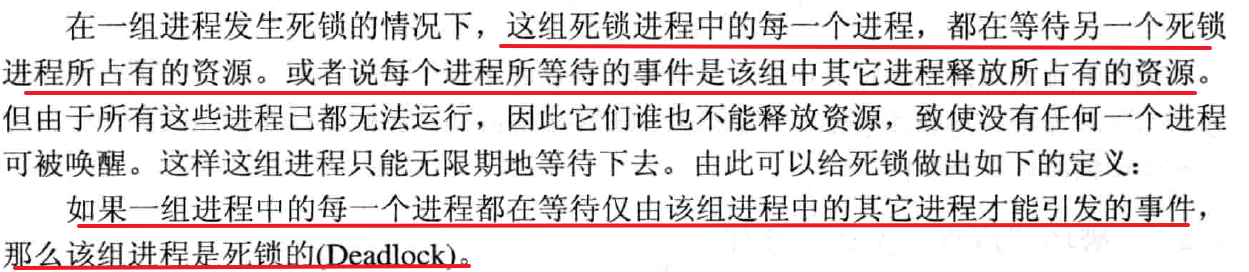 在一组进程发生死锁的情况下，这组死锁进程中的每一个进程，都在等待另一个死锁
进程所占有的资源。或者说每个进程所等待的事件是该组中其它进程释放所占有的资源。
但由于所有这些进程已都无法运行，因此它们谁也不能释放资源，致使没有任何一个进程
可被唤醒。这样这组进程只能无限期地等待下去。由此可以给死锁做出如下的定义：
如果一组进程中的每一个进程都在等待仅由该组进程中的其它进程才能引发的事件，
那么该组进程是死锁的(Deadlock)。